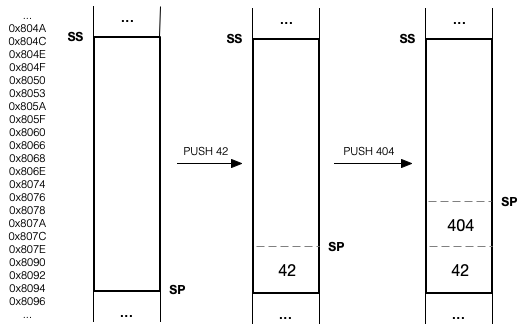 ...
0x804A
0x804C
0x804E
0x804F
0x8050
0x8053
0x805A
0x805F
0x8060
0x8066
0x8068
0x806E
0x8074
0x8076
0x8078
0x807A
0x807C
0x807E
0x8090
0x8092
0x8094
0x8096
...
...
SS
SP
...
PUSH 42
...
SS
SP
42
...
PUSH 404
...
SS
SP
404
42
...